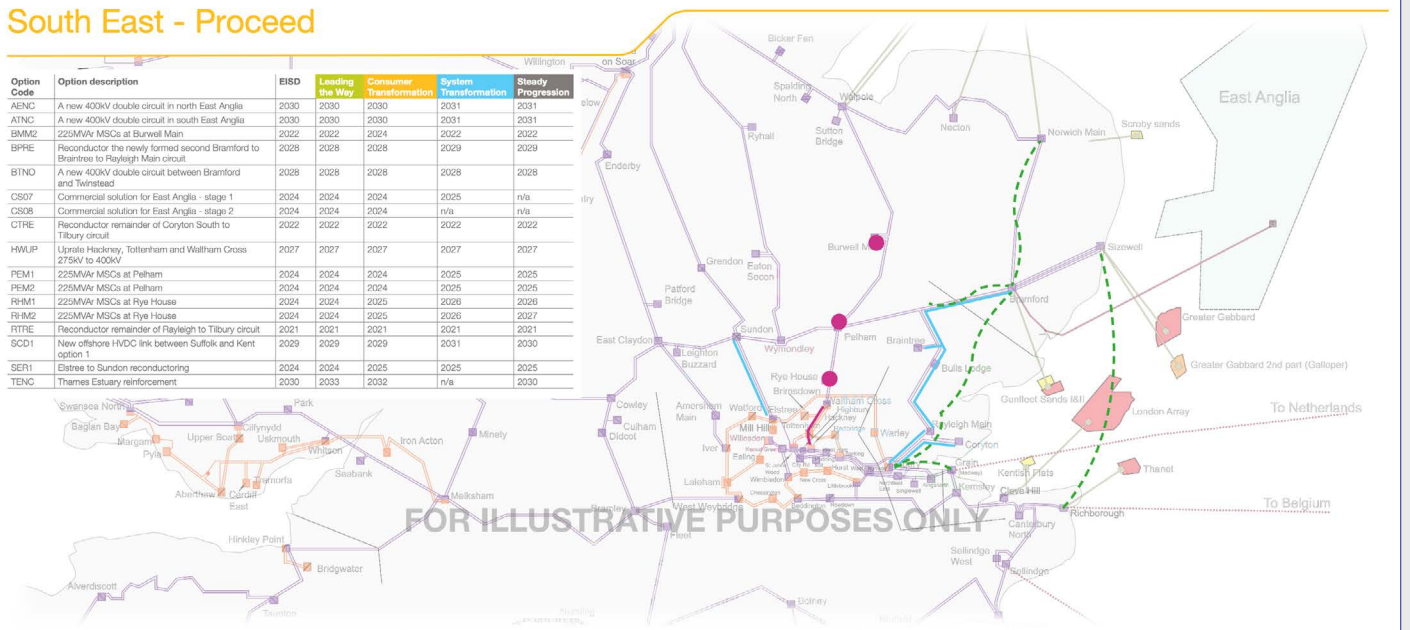 South East - Proceed
Option Code Option description EISD Leading the Way Consumer Transformation System Transformation Steady Progression
AENC A new 400kV double circuit in north East Anglia 2030 2030 2030 2031 2031
ATNC A new 400kV double circuit in south East Anglia 2030 2030 2030 2031 2031
BMM2 225MVAr MSCs at Burwell Main 2022 2022 2024 2022 2022
BPRE Reconductor the newly formed second Bramford to 2028 2028 2028 2029 2029
Braintree to Rayleigh Main circuit
BTNO A new 400kV double circuit between Bramford 2028 2028 2028 2028 2028
and Twinstead
CS07 Commercial solution for East Anglia - stage 1 2024 2024 2024 2025 n/a
CS08 Commercial solution for East Anglia - stage 2 2024 2024 2024 n/a n/a
CTRE Reconductor remainder of Coryton South to 2022 2022 2022 2022 2022
Tilbury circuit
HWUP Uprate Hackney, Tottenham and Waltham Cross 2027 2027 2027 2027 2027
275kV to 400kV
PEM1 225MVAr MSCs at Pelham 2024 2024 2024 2025 2025
PEM2 225MVAr MSCs at Pelham 2024 2024 2024 2025 2025
RHM1 225MVAr MSCs at Rye House 2024 2024 2025 2026 2026
RHM2 225MVAr MSCs at Rye House 2024 2024 2025 2026 2027
RTRE Reconductor remainder of Rayleigh to Tilbury circuit 2021 2021 2021 2021 2021
SCD1 New offshore HVDC link between Suffolk and Kent 2029 2029 2029 2031 2030
option 1
SER1 Elstree to Sundon reconductoring 2024 2024 2025 2025 2025
TENC Thames Estuary reinforcement 2030 2033 2032 n/a 2030
Bicker Fen
Willington
on Soar
Spalding
North
Walpole
East Anglia
Sutton
Bridge
Necton
Norwich Main
Scroby sands
Ryhall
Enderby
Burwell M
Sizewell
Grendon
Eaton
Socon
Patford
Bridge
Bramford
Greater Gabbard
East Claydon
Sundon
Wymondley
Pelham
Braintree
Leighton
Buzzard
Bulls Lodge
Greater Gabbard 2nd part (Galloper)
Rye House
Brimsdown
Waltham Cross
Gunfleet Sands I&II
London Array
To Netherlands
Swansea North
Park
Cowley
Amersham
Main
Watford
Elstree
Highbury
Hackney
Baglan Bay
Cilfynydd
Culham
Didcot
Mill Hill
Tottenham
Redbridge
Warley
Rayleigh Main
Margam
Upper Boat
Uskmouth
Whitson
Iron Acton
Minety
Willesden
Coryton
Pyle
Seabank
Iver
Ealing
Grain
Kentish Flats
Thanet
Aberthaw
Cardiff
East
Tremorfa
Melksham
Laleham
Wimbledon
New Cross
Hurst
Littlebrook
Singlewell
Kemsley
Cleve Hill
Chessington
Beddington
Bramley
West Weybridge
Richborough
To Belgium
FOR ILLUSTRATIVE PURPOSES ONLY
Fleet
Canterbury
North
Hinkley Point
Bridgwater
Sellindge
West
Sellindge
Alverdiscott
Taunton
Bolney